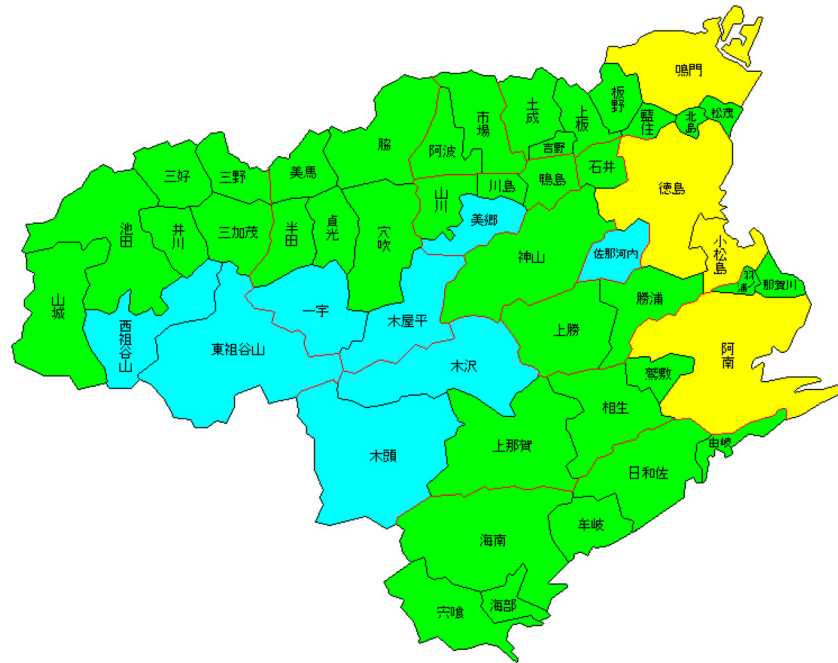 鳴門
板野
上板
土成
市場
脇
藍住
北島
松茂
吉野
阿波
石井
鴨島
川島
山川
美馬
三野
三好
徳島
美郷
池田
井川
三加茂
半田
貞光
穴吹
神山
佐那河内
小松島
羽浦
那賀川
勝浦
山城
西祖谷山
東祖谷山
一宇
木屋平
上勝
阿南
木沢
鷲敷
相生
木頭
上那賀
由岐
日和佐
牟岐
海南
海部
宍喰